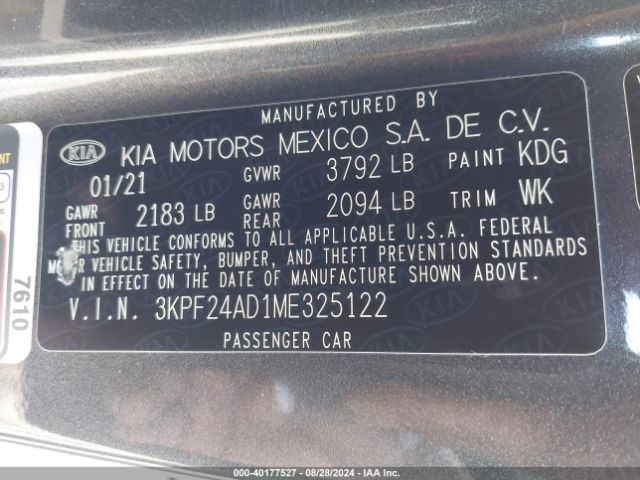 MANUFACTURED BY
KIA KIA MOTORS MEXICO S.A. DE C.V.
01/21 GVWR 3792 LB PAINT KDG
GAWR FRONT 2183 LB GAWR REAR 2094 LB TRIM WK
THIS VEHICLE CONFORMS TO ALL APPLICABLE U.S.A. FEDERAL
VEHICLE SAFETY, BUMPER, AND THEFT PREVENTION STANDARDS
IN EFFECT ON THE DATE OF MANUFACTURE SHOWN ABOVE.
V.I.N. 3KPF24AD1ME325122
PASSENGER CAR
7610
000-40177527 - 08/28/2024 - IAA Inc.